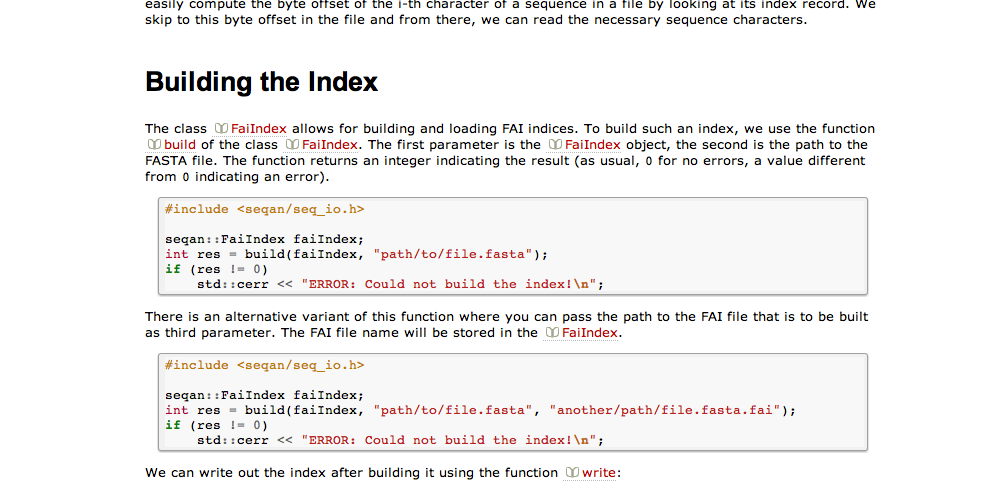 easily compute the byte offset of the i-th character of a sequence in a file by looking at its index record. We
skip to this byte offset in the file and from there, we can read the necessary sequence characters.
Building the Index
The class FaiIndex allows for building and loading FAI indices. To build such an index, we use the function
build of the class FaiIndex. The first parameter is the FaiIndex object, the second is the path to the
FASTA file. The function returns an integer indicating the result (as usual, 0 for no errors, a value different
from 0 indicating an error).
#include <seqan/seq_io.h>
seqan::FaiIndex faiIndex;
int res = build(faiIndex, "path/to/file.fasta");
if (res != 0)
    std::cerr << "ERROR: Could not build the index!\n";
There is an alternative variant of this function where you can pass the path to the FAI file that is to be built
as third parameter. The FAI file name will be stored in the FaiIndex.
#include <seqan/seq_io.h>
seqan::FaiIndex faiIndex;
int res = build(faiIndex, "path/to/file.fasta", "another/path/file.fasta.fai");
if (res != 0)
    std::cerr << "ERROR: Could not build the index!\n";
We can write out the index after building it using the function write: